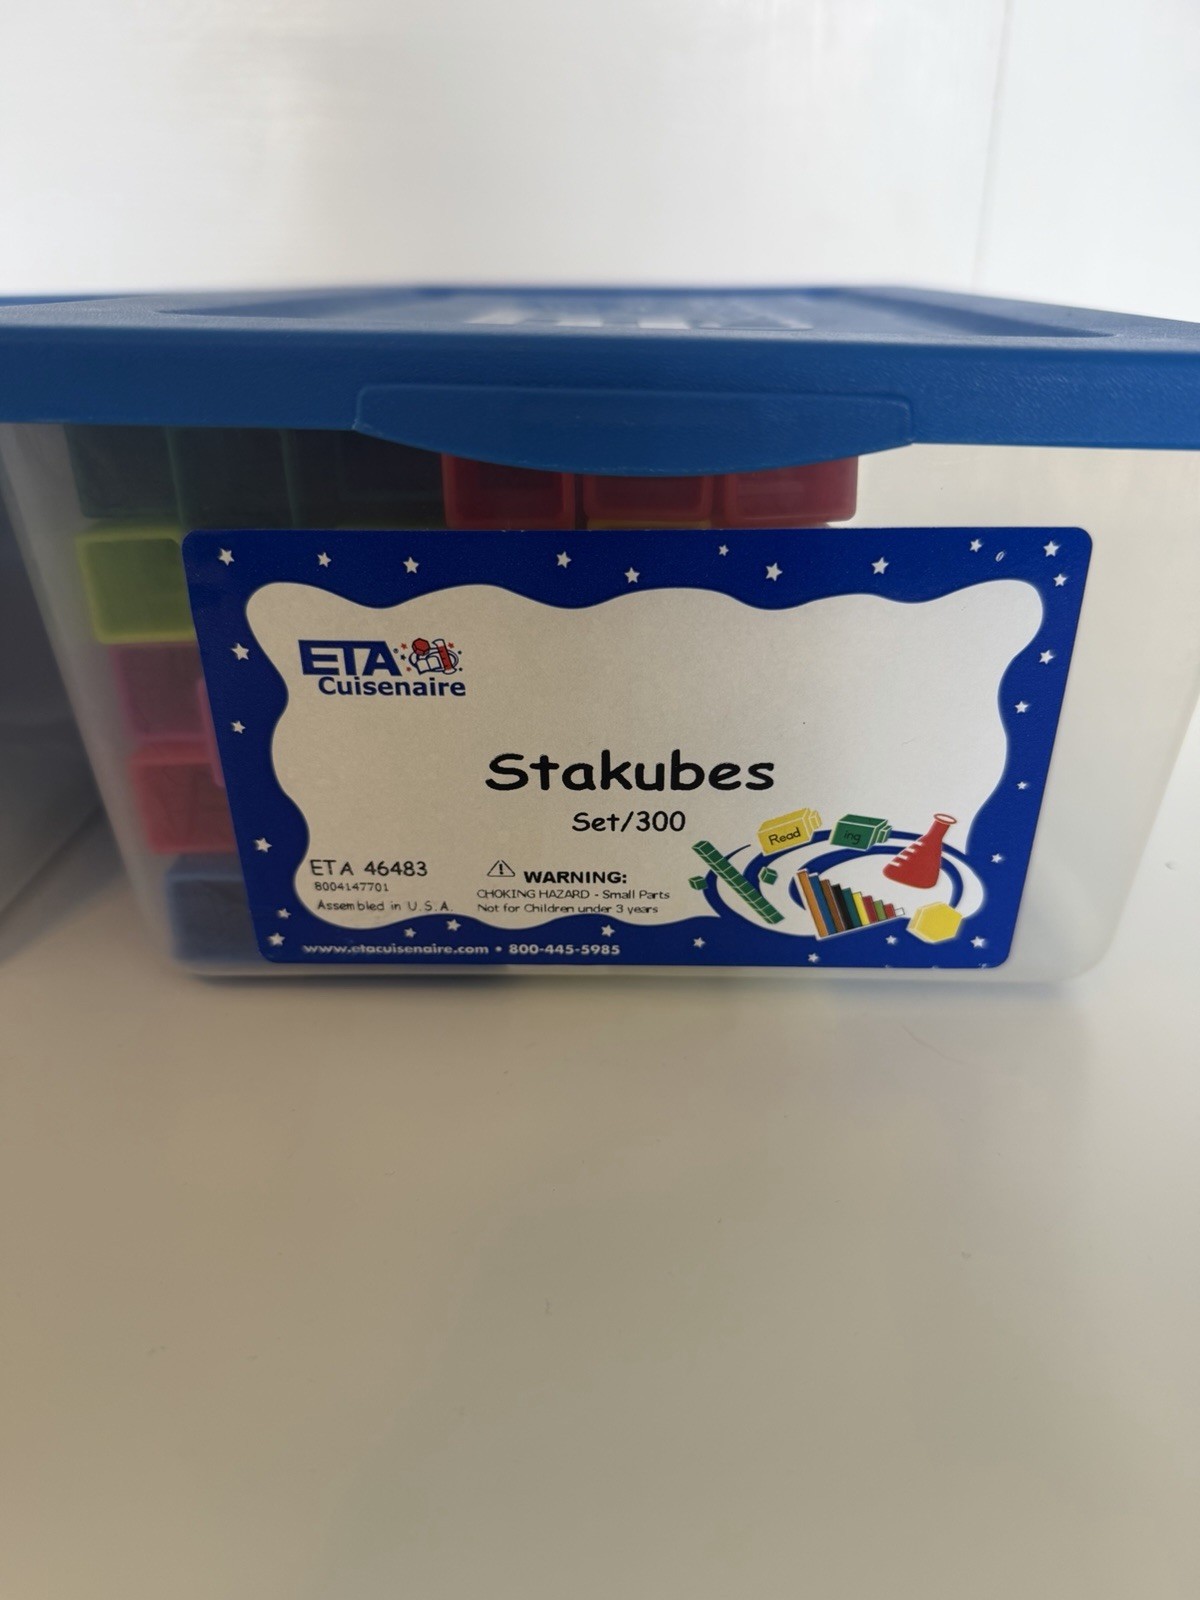 ETA
Cuisenaire
Stakubes
Set/300
Read
ing
ETA 46483
8004147701
Assembled in U.S.A.
WARNING:
CHOKING HAZARD - Small Parts
Not for Children under 3 years
www.etacuisenaire.com • 800-445-5985